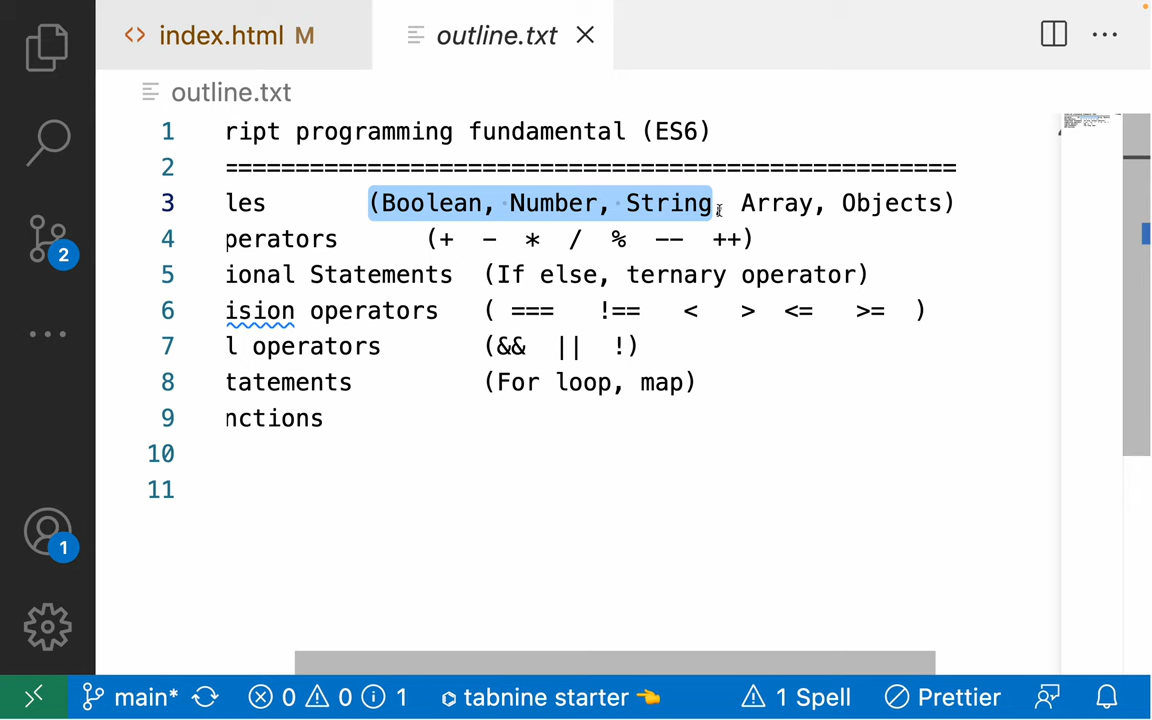 index.html M
outline.txt
outline.txt
1 ript programming fundamental (ES6)
2 ===================================================
3 les (Boolean, Number, String, Array, Objects)
4 perators (+ - * / % -- ++)
5 ional Statements (If else, ternary operator)
6 ision operators ( === !== < > <= >= )
7 l operators (&& || !)
8 tatements (For loop, map)
9 nctions
10
11
2
1
main* 0 0 1 tabnine starter 👈 1 Spell Prettier